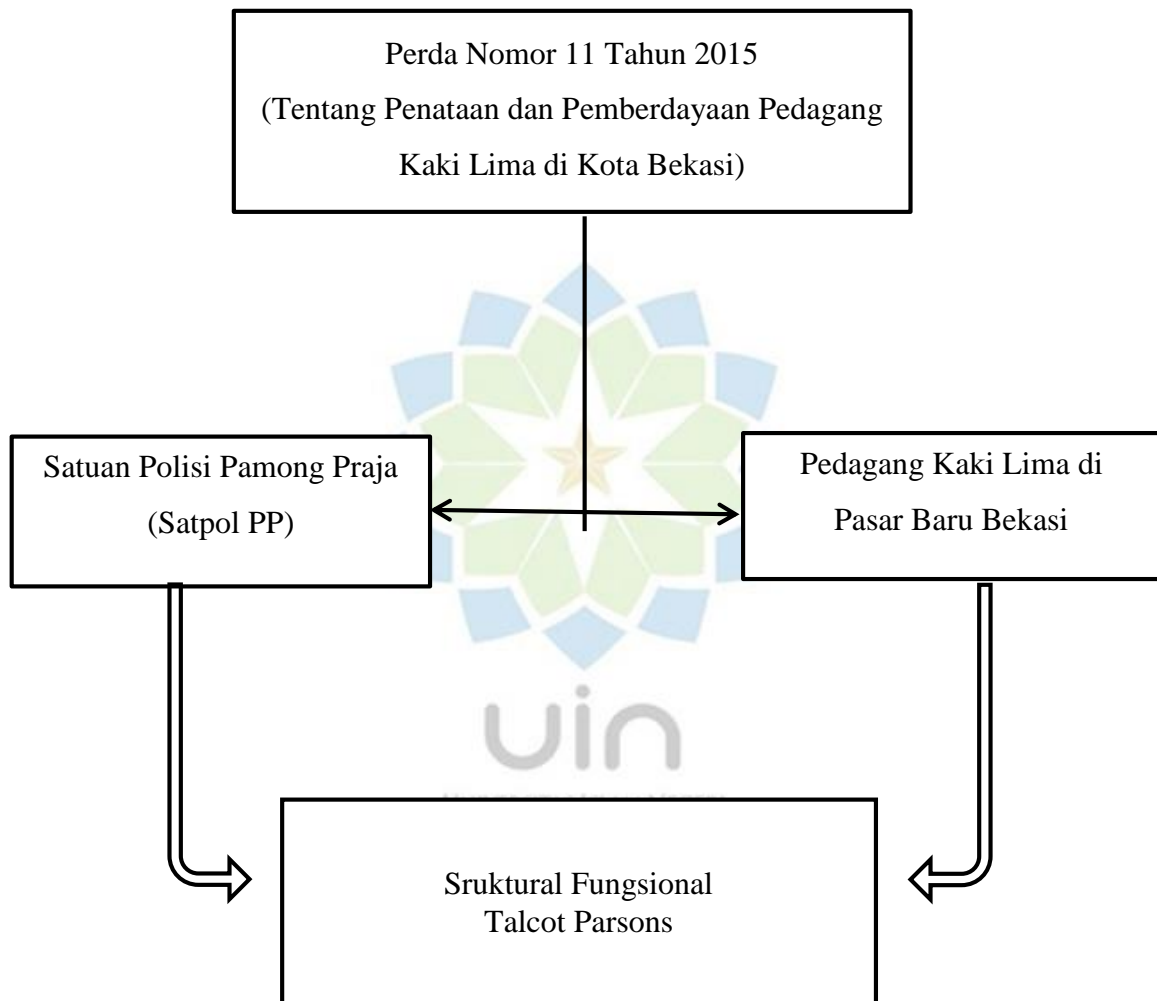 Perda Nomor 11 Tahun 2015
(Tentang Penataan dan Pemberdayaan Pedagang
Kaki Lima di Kota Bekasi)
Satuan Polisi Pamong Praja
(Satpol PP)
Pedagang Kaki Lima di
Pasar Baru Bekasi
uin
Sruktural Fungsional
Talcot Parsons